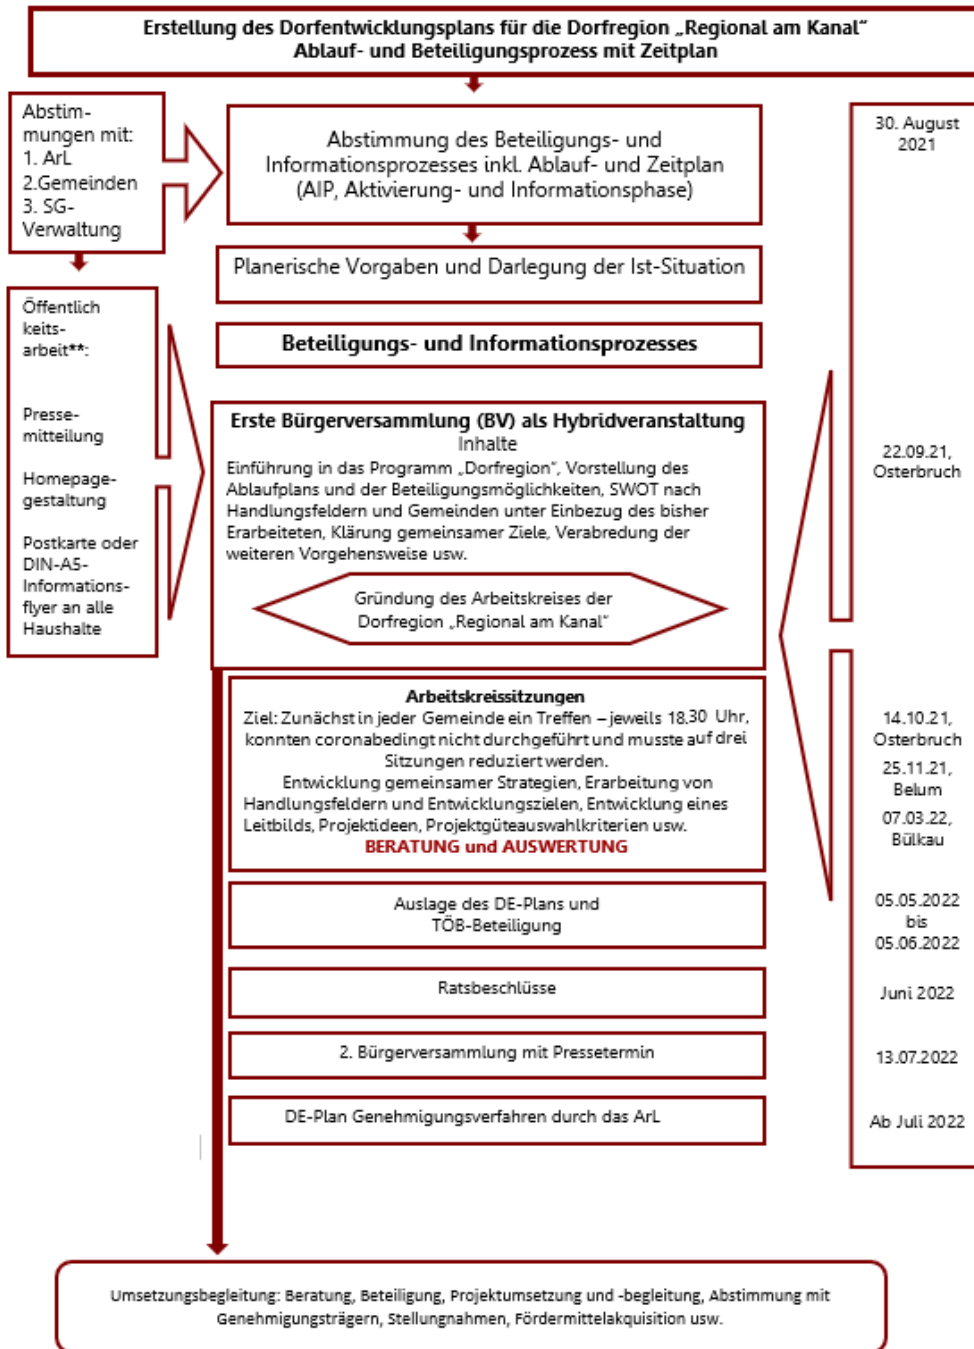 Erstellung des Dorfentwicklungsplans für die Dorfregion „Regional am Kanal“
Ablauf- und Beteiligungsprozess mit Zeitplan
Abstim-
mungen mit:
1. ArL
2.Gemeinden
3. SG-
Verwaltung
Abstimmung des Beteiligungs- und
Informationsprozesses inkl. Ablauf- und Zeitplan
(AIP, Aktivierung- und Informationsphase)
30. August
2021
Planerische Vorgaben und Darlegung der Ist-Situation
Öffentlich
keits-
arbeit**:
Presse-
mitteilung
Homepage-
gestaltung
Postkarte oder
DIN-A5-
Informations-
flyer an alle
Haushalte
Beteiligungs- und Informationsprozesses
Erste Bürgerversammlung (BV) als Hybridveranstaltung
Inhalte
Einführung in das Programm „Dorfregion“, Vorstellung des
Ablaufplans und der Beteiligungsmöglichkeiten, SWOT nach
Handlungsfeldern und Gemeinden unter Einbezug des bisher
Erarbeiteten, Klärung gemeinsamer Ziele, Verabredung der
weiteren Vorgehensweise usw.
22.09.21,
Osterbruch
Gründung des Arbeitskreises der
Dorfregion „Regional am Kanal“
Arbeitskreissitzungen
Ziel: Zunächst in jeder Gemeinde ein Treffen – jeweils 18.30 Uhr,
konnten coronabedingt nicht durchgeführt und musste auf drei
Sitzungen reduziert werden.
Entwicklung gemeinsamer Strategien, Erarbeitung von
Handlungsfeldern und Entwicklungszielen, Entwicklung eines
Leitbilds, Projektideen, Projektgüteauswahlkriterien usw.
BERATUNG und AUSWERTUNG
14.10.21,
Osterbruch
25.11.21,
Belum
07.03.22,
Bülkau
Auslage des DE-Plans und
TÖB-Beteiligung
05.05.2022
bis
05.06.2022
Ratsbeschlüsse
Juni 2022
2. Bürgerversammlung mit Pressetermin
13.07.2022
DE-Plan Genehmigungsverfahren durch das ArL
Ab Juli 2022
Umsetzungsbegleitung: Beratung, Beteiligung, Projektumsetzung und -begleitung, Abstimmung mit
Genehmigungsträgern, Stellungnahmen, Fördermittelakquisition usw.